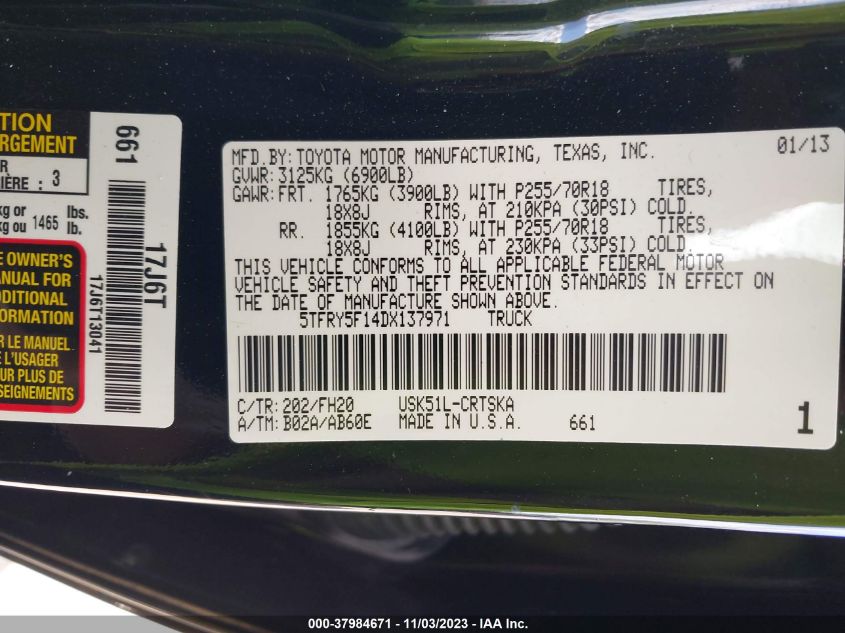 TION
RGEMENT
R
IÈRE : 3
kg or lbs.
kg ou 1465 lb.
E OWNER'S
MANUAL FOR
DDITIONAL
FORMATION
R LE MANUEL
E L'USAGER
UR PLUS DE
SEIGNEMENTS
661
17J6T
17J6T13041
MFD.BY: TOYOTA MOTOR MANUFACTURING, TEXAS, INC. 01/13
GVWR: 3125KG (6900LB)
GAWR: FRT. 1765KG (3900LB) WITH P255/70R18 TIRES,
18X8J RIMS, AT 210KPA (30PSI) COLD,
RR. 1855KG (4100LB) WITH P255/70R18 TIRES,
18X8J RIMS, AT 230KPA (33PSI) COLD.
THIS VEHICLE CONFORMS TO ALL APPLICABLE FEDERAL MOTOR
VEHICLE SAFETY AND THEFT PREVENTION STANDARDS IN EFFECT ON
THE DATE OF MANUFACTURE SHOWN ABOVE.
5TFRY5F14DX137971 TRUCK
C/TR: 202/FH20 USK51L-CRTSKA
A/TM: B02A/AB60E MADE IN U.S.A. 661 1
000-37984671 - 11/03/2023 - IAA Inc.